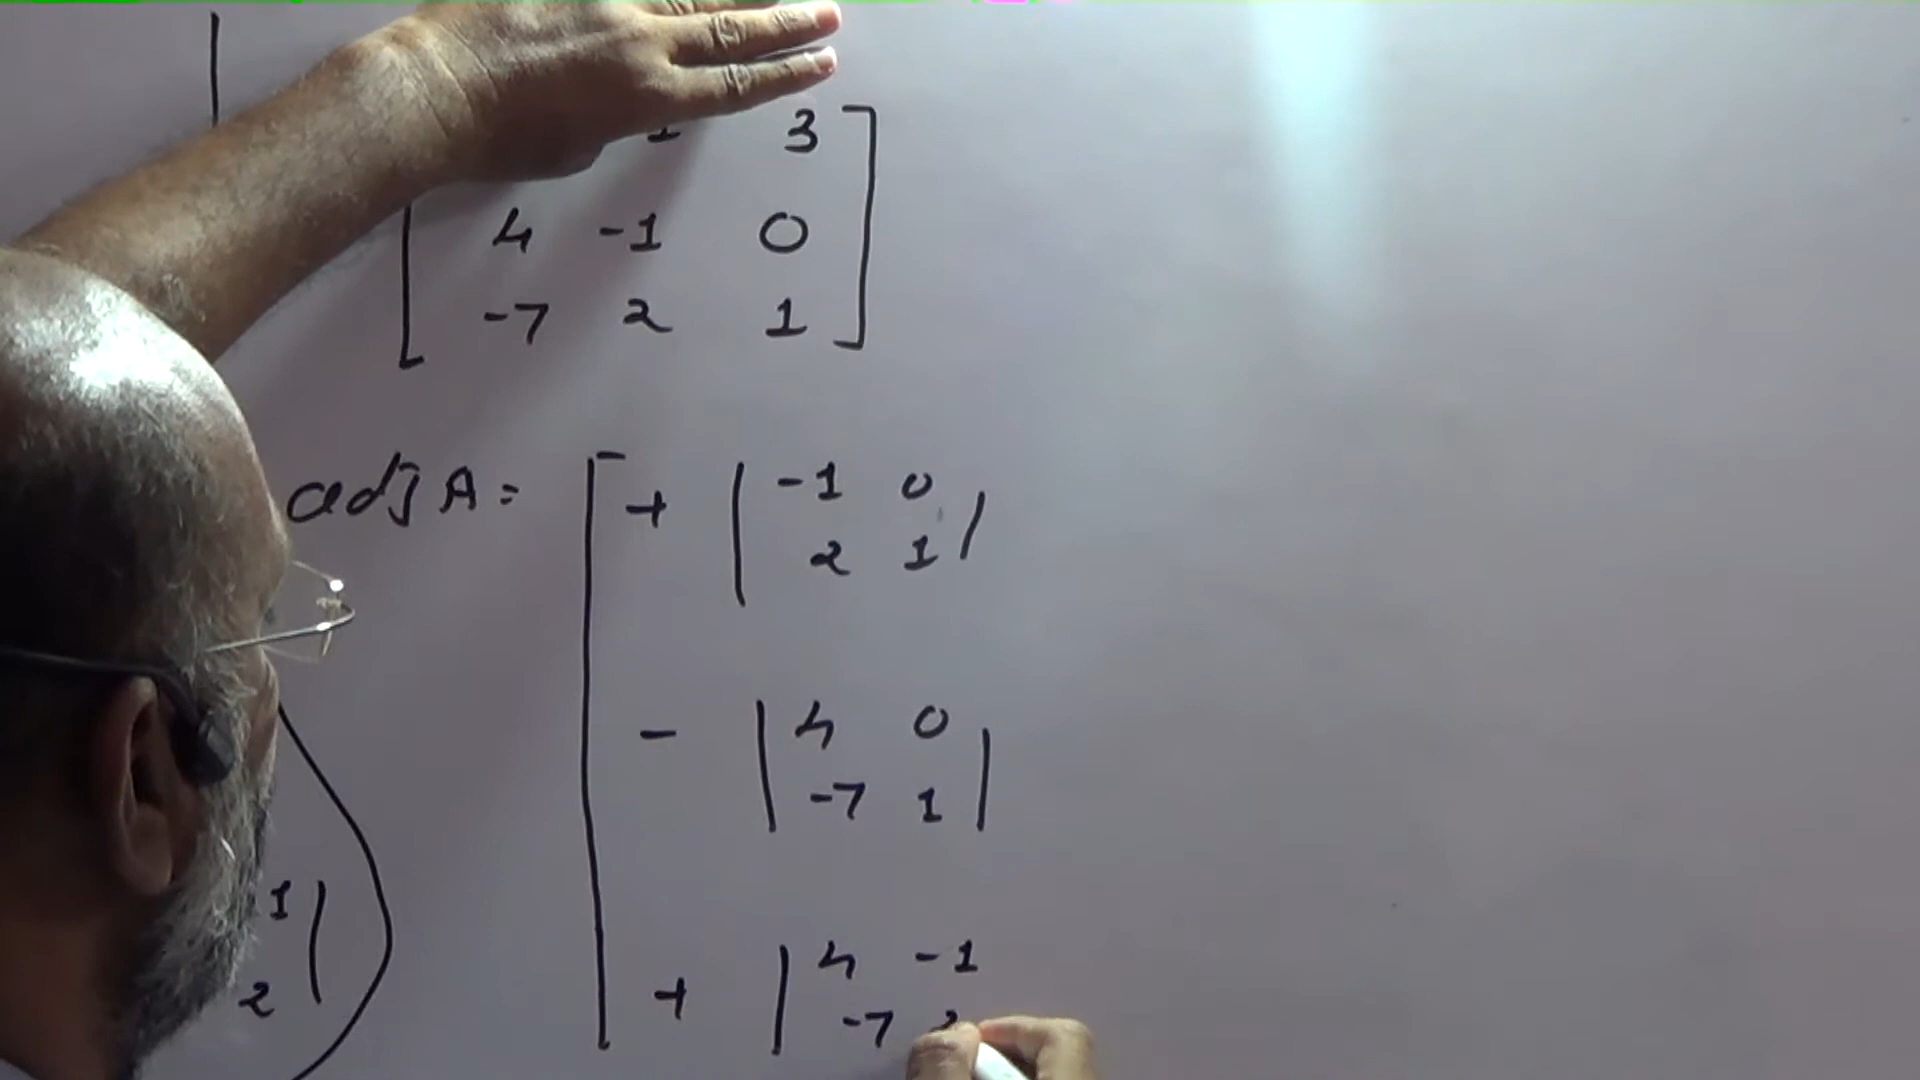 1 3
4 -1 0
-7 2 1
adj A =
+ | -1 0 |
2 1
- | 4 0 |
-7 1
1
+ | 4 -1
2
-7